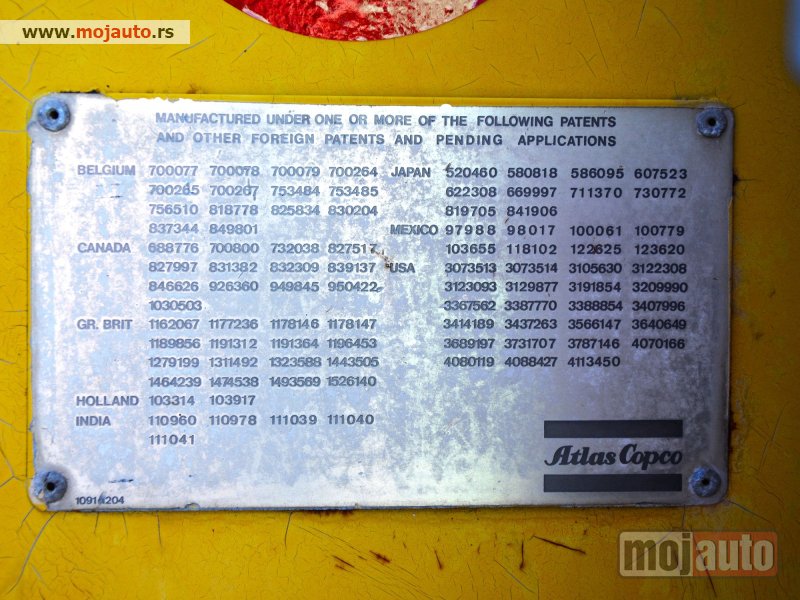 www.mojauto.rs
MANUFACTURED UNDER ONE OR MORE OF THE FOLLOWING PATENTS
AND OTHER FOREIGN PATENTS AND PENDING APPLICATIONS
BELGIUM 700077 700078 700079 700264
700265 700267 753484 753485
756510 818778 825834 830204
837344 849801
CANADA 688776 700800 732038 827517
827997 831382 832309 839137
846626 926360 949845 950422
1030503
GR. BRIT 1162067 1177236 1178146 1178147
1189856 1191312 1191364 1196453
1279199 1311492 1323588 1443505
1464239 1474538 1493569 1526140
HOLLAND 103314 103917
INDIA 110960 110978 111039 111040
111041
JAPAN 520460 580818 586095 607523
622308 669997 711370 730772
819705 841906
MEXICO 97988 98017 100061 100779
103655 118102 122625 123620
USA 3073513 3073514 3105630 3122308
3123093 3129877 3191854 3209990
3367562 3387770 3388854 3407996
3414189 3437263 3566147 3640649
3689197 3731707 3787146 4070166
4080119 4088427 4113450
Atlas Copco
mojauto